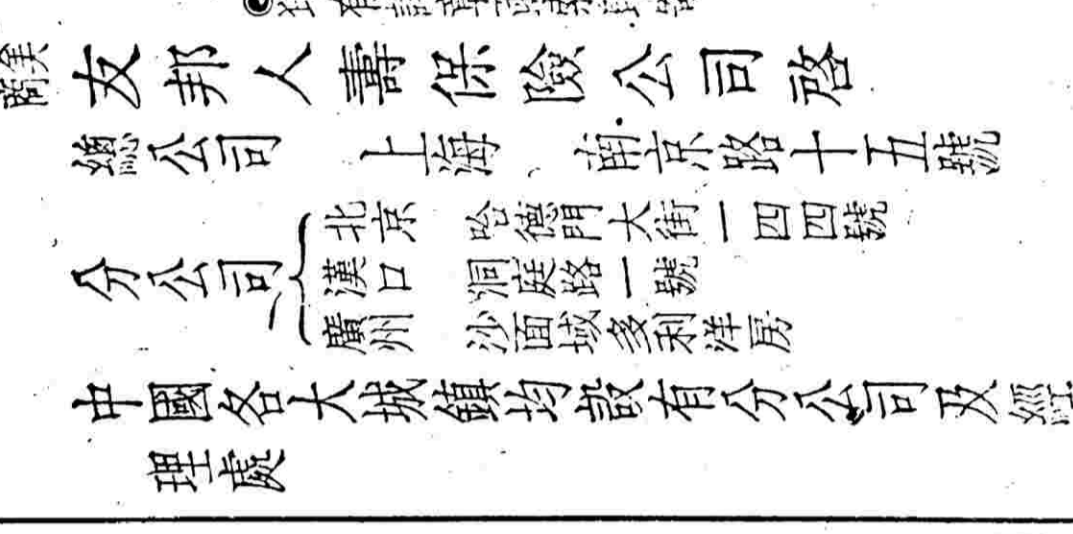 美商
友邦人壽保險公司啓
總公司 上海 南京路十五號
分公司
北京 哈德門大街一四四號
漢口 洞庭路一號
廣州 沙面域多利洋房
中國各大城鎮均設有分公司及經
理處